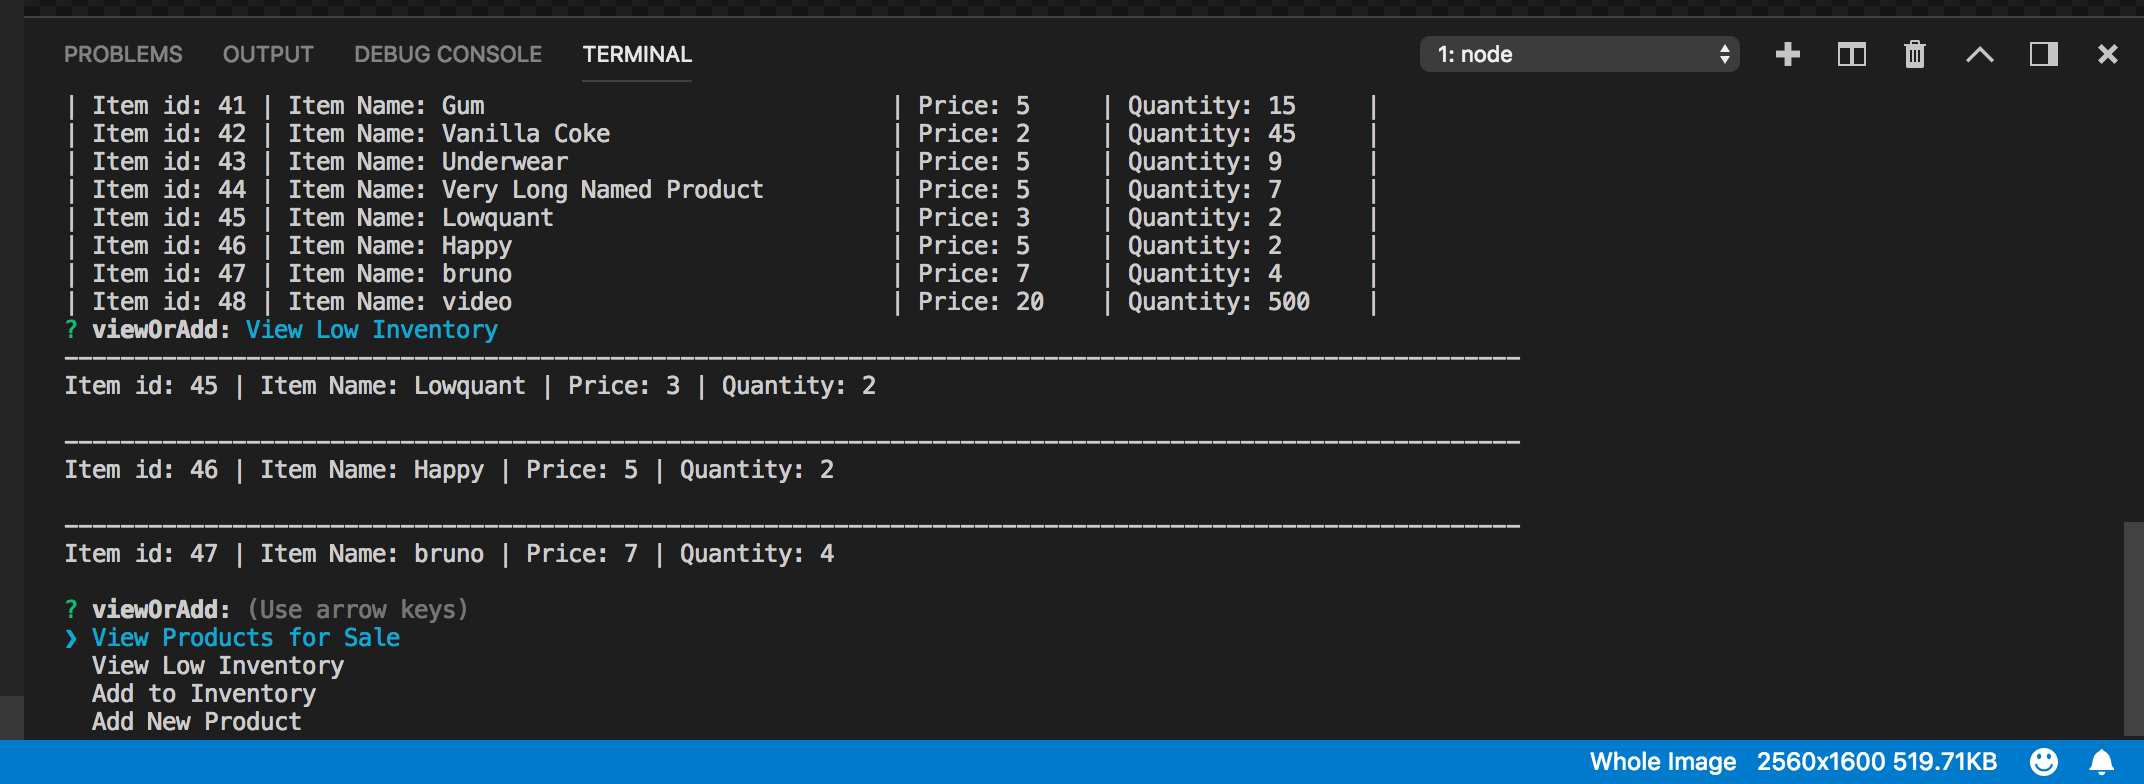 PROBLEMS OUTPUT DEBUG CONSOLE TERMINAL 1: node
| Item id: 41 | Item Name: Gum | Price: 5 | Quantity: 15 |
| Item id: 42 | Item Name: Vanilla Coke | Price: 2 | Quantity: 45 |
| Item id: 43 | Item Name: Underwear | Price: 5 | Quantity: 9 |
| Item id: 44 | Item Name: Very Long Named Product | Price: 5 | Quantity: 7 |
| Item id: 45 | Item Name: Lowquant | Price: 3 | Quantity: 2 |
| Item id: 46 | Item Name: Happy | Price: 5 | Quantity: 2 |
| Item id: 47 | Item Name: bruno | Price: 7 | Quantity: 4 |
| Item id: 48 | Item Name: video | Price: 20 | Quantity: 500 |
? viewOrAdd: View Low Inventory
Item id: 45 | Item Name: Lowquant | Price: 3 | Quantity: 2
Item id: 46 | Item Name: Happy | Price: 5 | Quantity: 2
Item id: 47 | Item Name: bruno | Price: 7 | Quantity: 4
? viewOrAdd: (Use arrow keys)
❯ View Products for Sale
View Low Inventory
Add to Inventory
Add New Product
Whole Image 2560x1600 519.71KB